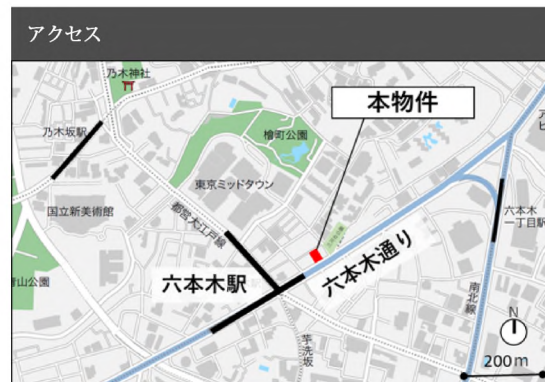 アクセス
乃木神社
本物件
乃木坂駅
檜町公園
東京ミッドタウン
国立新美術館
都営大江戸線
六本木
一丁目駅
六本木通り
六本木駅
青山公園
南北線
芋洗坂
N
200m